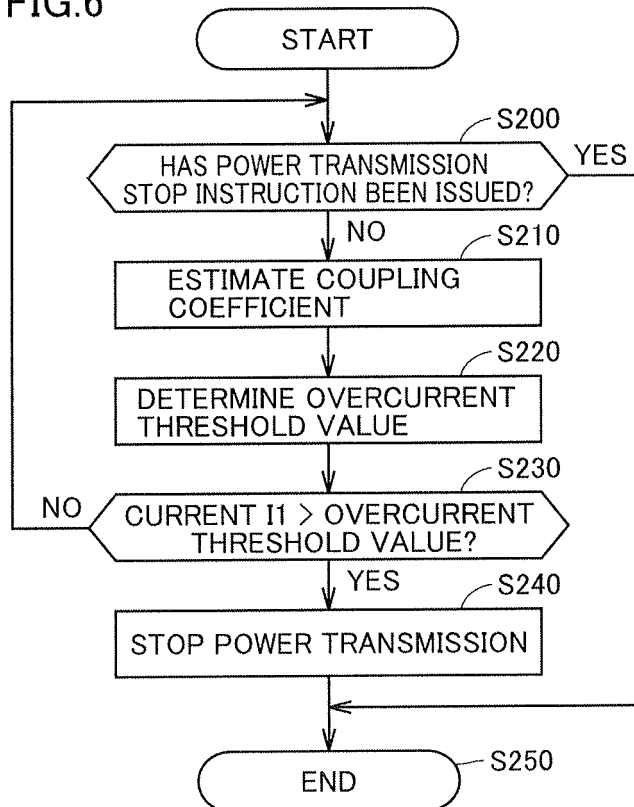 FIG.6
START
S200
HAS POWER TRANSMISSION
STOP INSTRUCTION BEEN ISSUED?
YES
NO
S210
ESTIMATE COUPLING
COEFFICIENT
S220
DETERMINE OVERCURRENT
THRESHOLD VALUE
S230
NO
CURRENT I1 > OVERCURRENT
THRESHOLD VALUE?
YES
S240
STOP POWER TRANSMISSION
S250
END